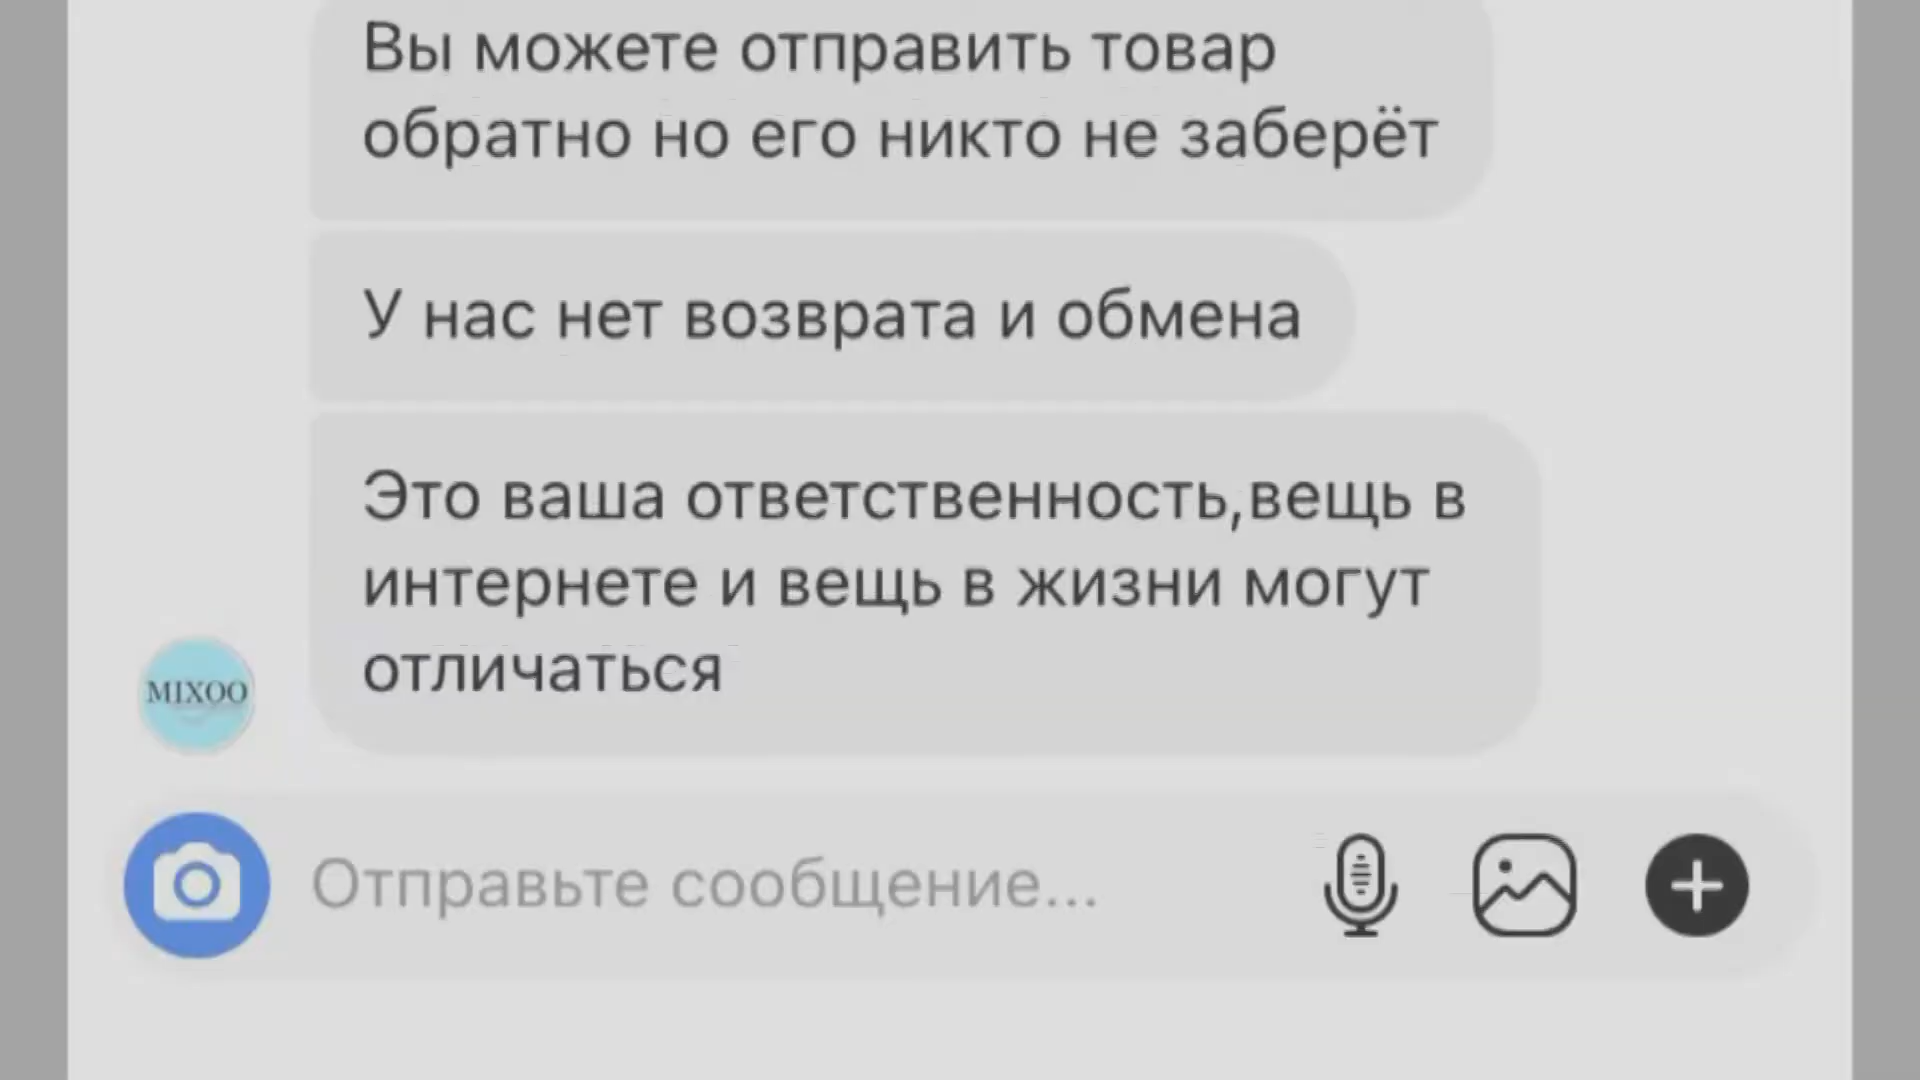 Вы можете отправить товар
обратно но его никто не заберёт
У нас нет возврата и обмена
Это ваша ответственность,вещь в
интернете и вещь в жизни могут
отличаться
MIXOO
Отправьте сообщение...